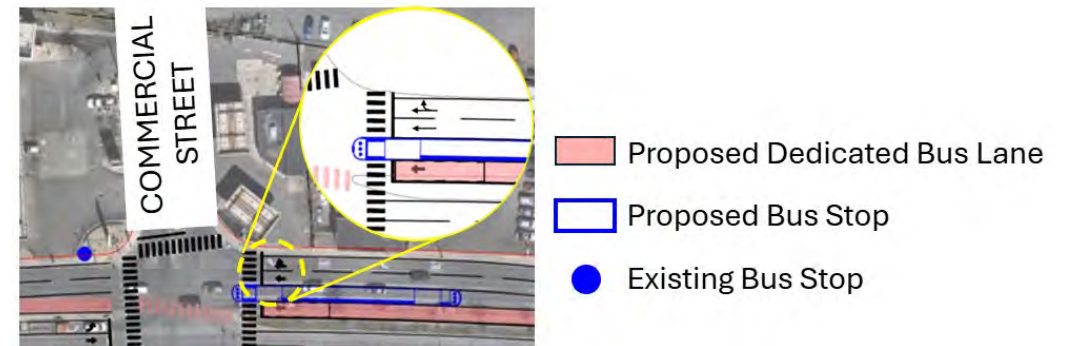 COMMERCIAL
STREET
Proposed Dedicated Bus Lane
Proposed Bus Stop
Existing Bus Stop